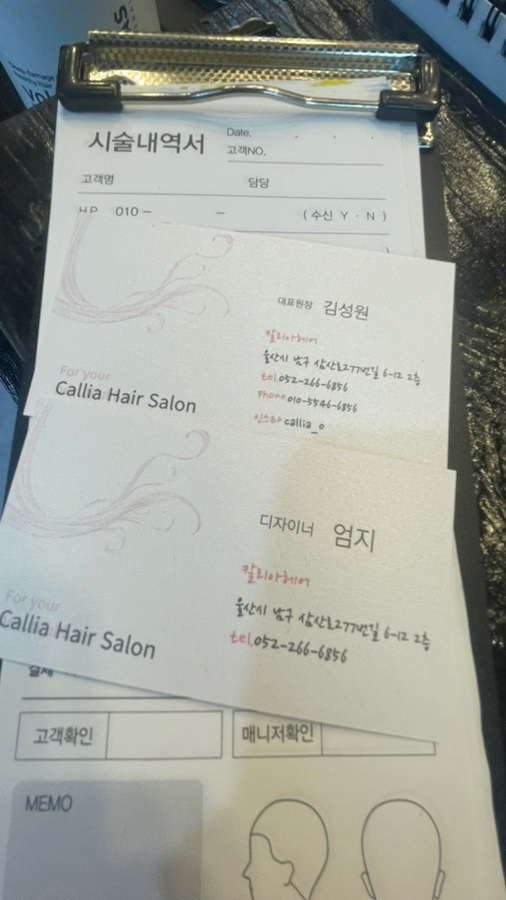 시술내역서
Date.
고객NO.
고객명 담당
HP 010 - - ( 수신 Y · N )
대표원장 김성원
칼리아헤어
울산시 남구 삼산로277번길 6-12 2층
tel.052-266-6856
Phone 010-5546-6856
인스타 callia_o
For your
Callia Hair Salon
디자이너 엄지
칼리아헤어
울산시 남구 삼산로277번길 6-12 2층
tel.052-266-6856
For your
Callia Hair Salon
고객확인 매니저확인
MEMO